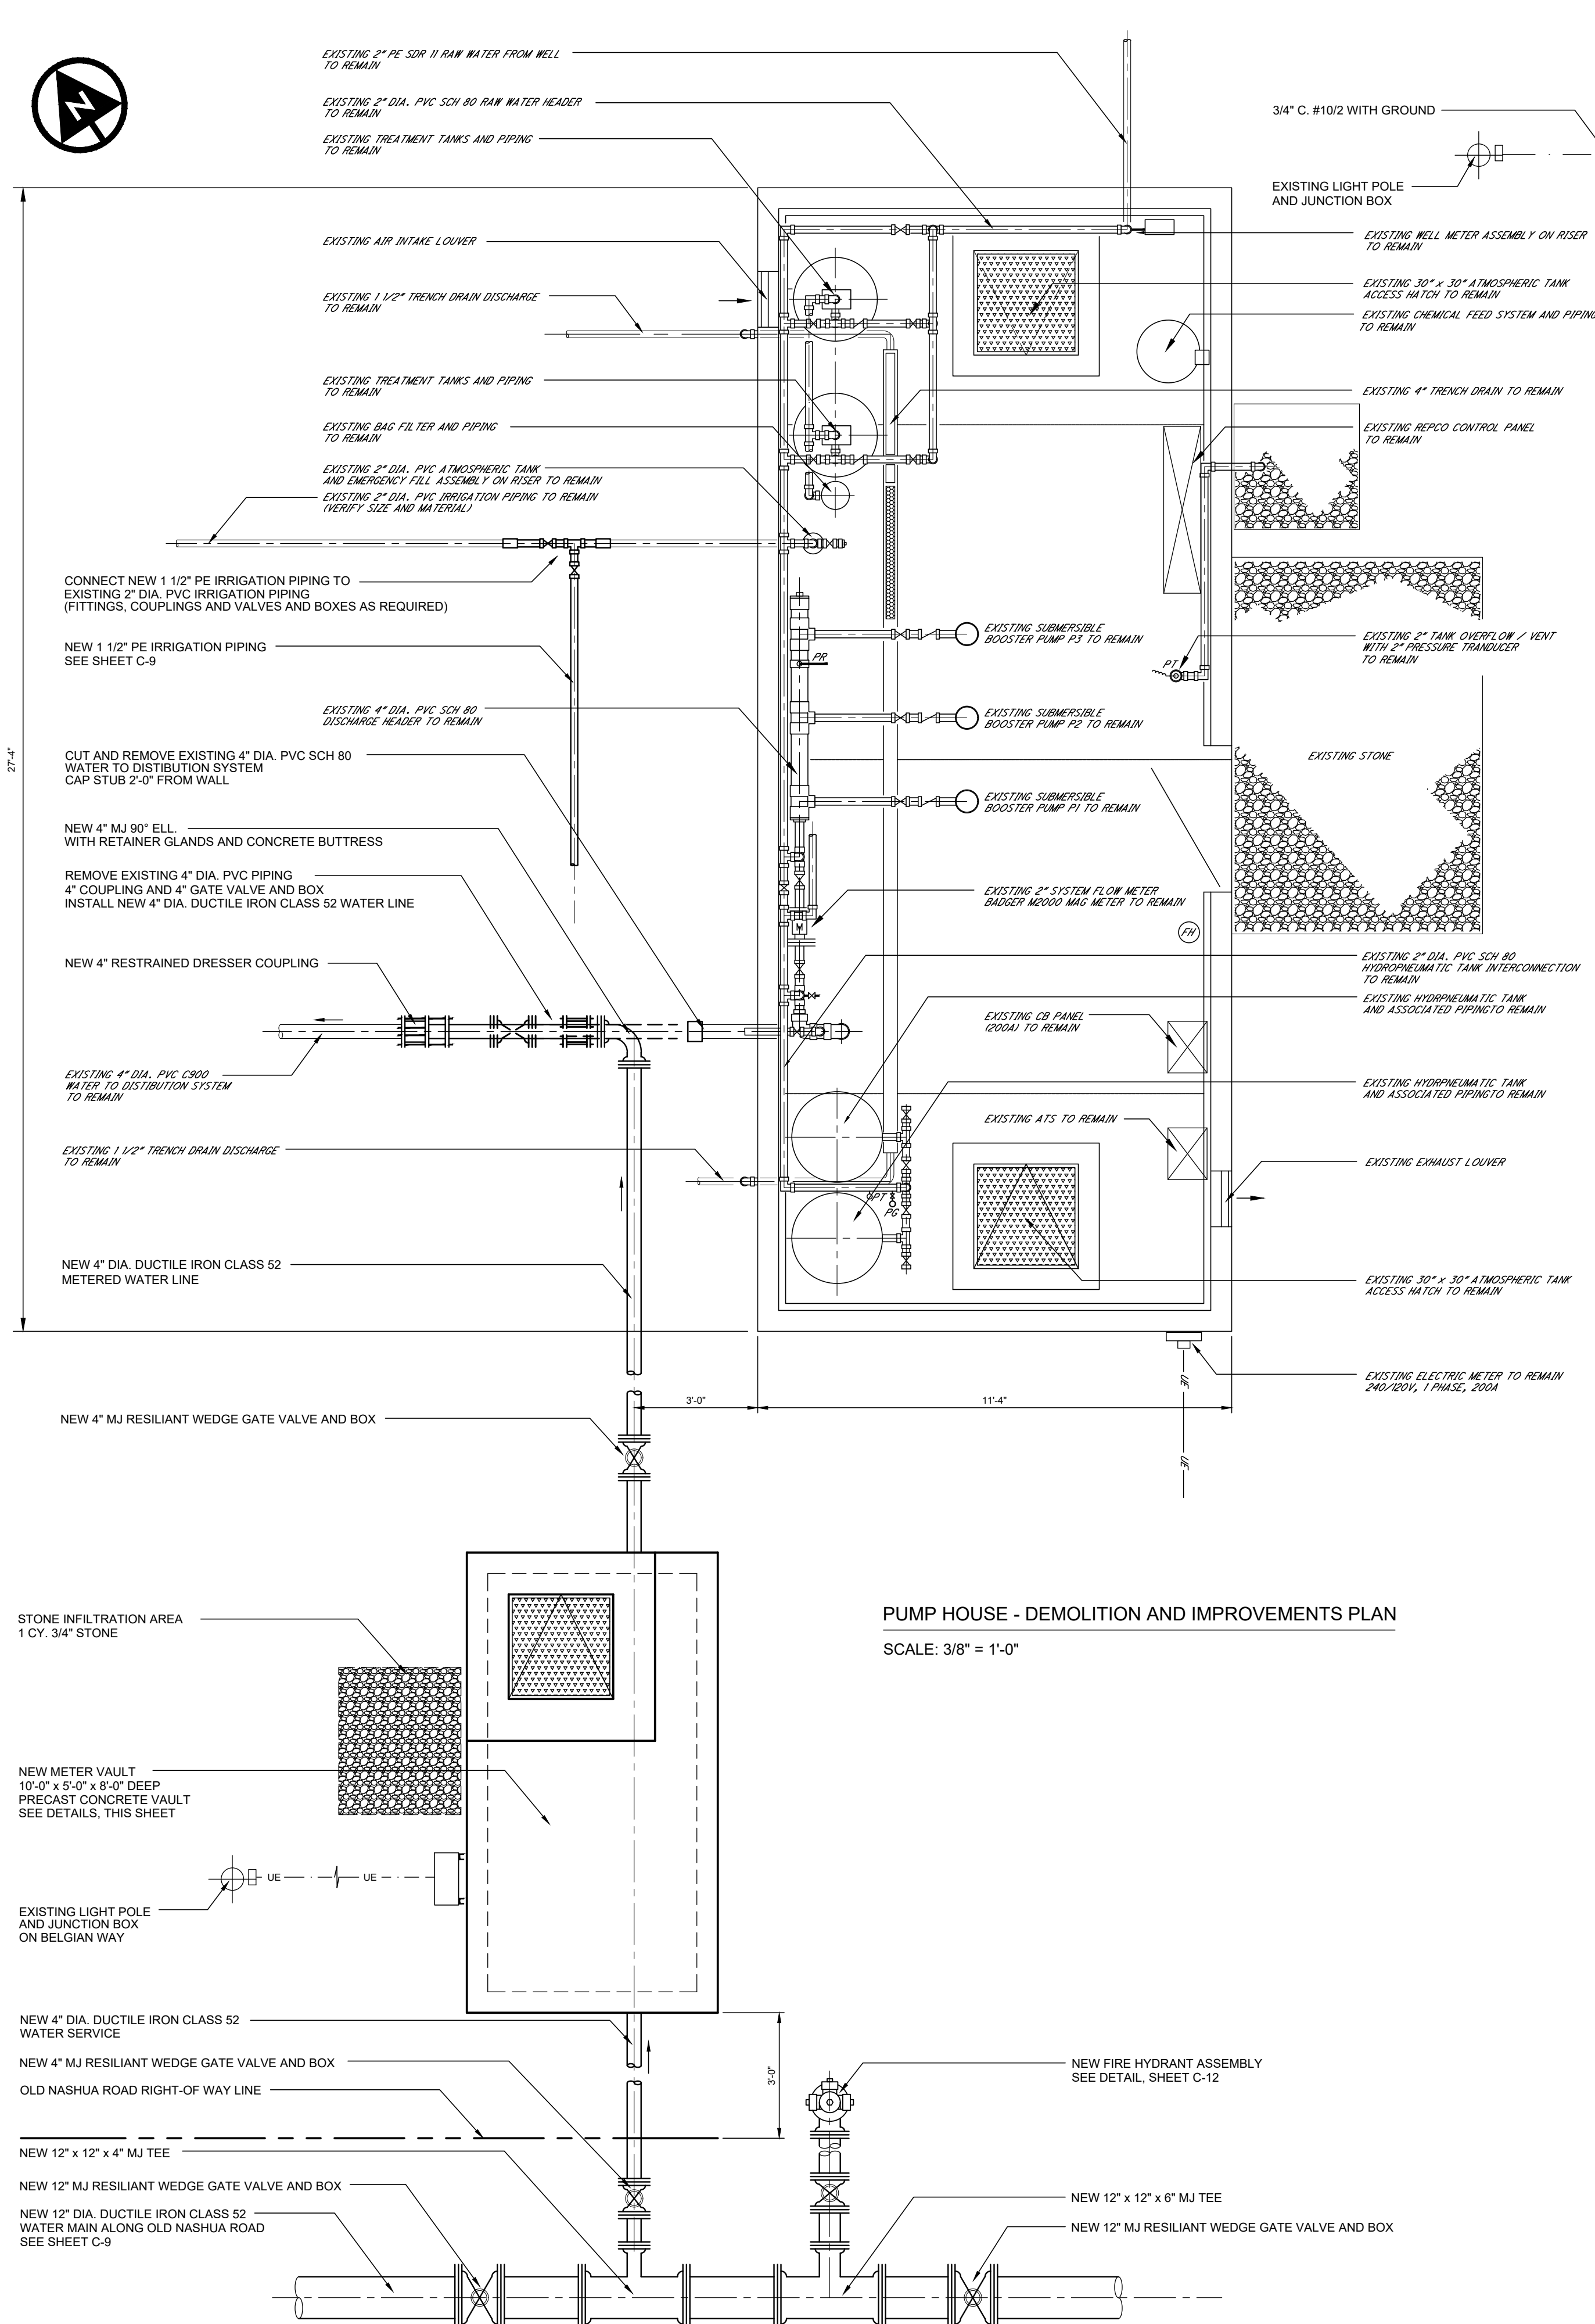 N
EXISTING 2" PE SDR 11 RAW WATER FROM WELL
TO REMAIN
EXISTING 2" DIA. PVC SCH 80 RAW WATER HEADER
TO REMAIN
EXISTING TREATMENT TANKS AND PIPING
TO REMAIN
EXISTING AIR INTAKE LOUVER
EXISTING 1 1/2" TRENCH DRAIN DISCHARGE
TO REMAIN
EXISTING TREATMENT TANKS AND PIPING
TO REMAIN
EXISTING BAG FILTER AND PIPING
TO REMAIN
EXISTING 2" DIA. PVC ATMOSPHERIC TANK
AND EMERGENCY FILL ASSEMBLY ON RISER TO REMAIN
EXISTING 2" DIA. PVC IRRIGATION PIPING TO REMAIN
(VERIFY SIZE AND MATERIAL)
CONNECT NEW 1 1/2" PE IRRIGATION PIPING TO
EXISTING 2" DIA. PVC IRRIGATION PIPING
(FITTINGS, COUPLINGS AND VALVES AND BOXES AS REQUIRED)
NEW 1 1/2" PE IRRIGATION PIPING
SEE SHEET C-9
EXISTING 4" DIA. PVC SCH 80
DISCHARGE HEADER TO REMAIN
CUT AND REMOVE EXISTING 4" DIA. PVC SCH 80
WATER TO DISTIBUTION SYSTEM
CAP STUB 2'-0" FROM WALL
27'-4"
NEW 4" MJ 90° ELL.
WITH RETAINER GLANDS AND CONCRETE BUTTRESS
REMOVE EXISTING 4" DIA. PVC PIPING
4" COUPLING AND 4" GATE VALVE AND BOX
INSTALL NEW 4" DIA. DUCTILE IRON CLASS 52 WATER LINE
NEW 4" RESTRAINED DRESSER COUPLING
EXISTING 4" DIA. PVC C900
WATER TO DISTIBUTION SYSTEM
TO REMAIN
EXISTING 1 1/2" TRENCH DRAIN DISCHARGE
TO REMAIN
NEW 4" DIA. DUCTILE IRON CLASS 52
METERED WATER LINE
NEW 4" MJ RESILIANT WEDGE GATE VALVE AND BOX
3/4" C. #10/2 WITH GROUND
EXISTING LIGHT POLE
AND JUNCTION BOX
EXISTING WELL METER ASSEMBLY ON RISER
TO REMAIN
EXISTING 30" x 30" ATMOSPHERIC TANK
ACCESS HATCH TO REMAIN
EXISTING CHEMICAL FEED SYSTEM AND PIPING
TO REMAIN
EXISTING 4" TRENCH DRAIN TO REMAIN
EXISTING REPCO CONTROL PANEL
TO REMAIN
EXISTING SUBMERSIBLE
BOOSTER PUMP P3 TO REMAIN
PR
EXISTING 2" TANK OVERFLOW / VENT
WITH 2" PRESSURE TRANDUCER
TO REMAIN
PT
EXISTING SUBMERSIBLE
BOOSTER PUMP P2 TO REMAIN
EXISTING STONE
EXISTING SUBMERSIBLE
BOOSTER PUMP P1 TO REMAIN
EXISTING 2" SYSTEM FLOW METER
BADGER M2000 MAG METER TO REMAIN
M
FH
EXISTING 2" DIA. PVC SCH 80
HYDROPNEUMATIC TANK INTERCONNECTION
TO REMAIN
EXISTING HYDRPNEUMATIC TANK
AND ASSOCIATED PIPINGTO REMAIN
EXISTING CB PANEL
(200A) TO REMAIN
EXISTING HYDRPNEUMATIC TANK
AND ASSOCIATED PIPINGTO REMAIN
EXISTING ATS TO REMAIN
EXISTING EXHAUST LOUVER
PT
PG
EXISTING 30" x 30" ATMOSPHERIC TANK
ACCESS HATCH TO REMAIN
EXISTING ELECTRIC METER TO REMAIN
240/120V, 1 PHASE, 200A
UE
UE
3'-0"
11'-4"
PUMP HOUSE - DEMOLITION AND IMPROVEMENTS PLAN
SCALE: 3/8" = 1'-0"
STONE INFILTRATION AREA
1 CY. 3/4" STONE
NEW METER VAULT
10'-0" x 5'-0" x 8'-0" DEEP
PRECAST CONCRETE VAULT
SEE DETAILS, THIS SHEET
UE
UE
EXISTING LIGHT POLE
AND JUNCTION BOX
ON BELGIAN WAY
NEW 4" DIA. DUCTILE IRON CLASS 52
WATER SERVICE
NEW 4" MJ RESILIANT WEDGE GATE VALVE AND BOX
OLD NASHUA ROAD RIGHT-OF WAY LINE
3'-0"
NEW FIRE HYDRANT ASSEMBLY
SEE DETAIL, SHEET C-12
NEW 12" x 12" x 4" MJ TEE
NEW 12" MJ RESILIANT WEDGE GATE VALVE AND BOX
NEW 12" DIA. DUCTILE IRON CLASS 52
WATER MAIN ALONG OLD NASHUA ROAD
SEE SHEET C-9
NEW 12" x 12" x 6" MJ TEE
NEW 12" MJ RESILIANT WEDGE GATE VALVE AND BOX